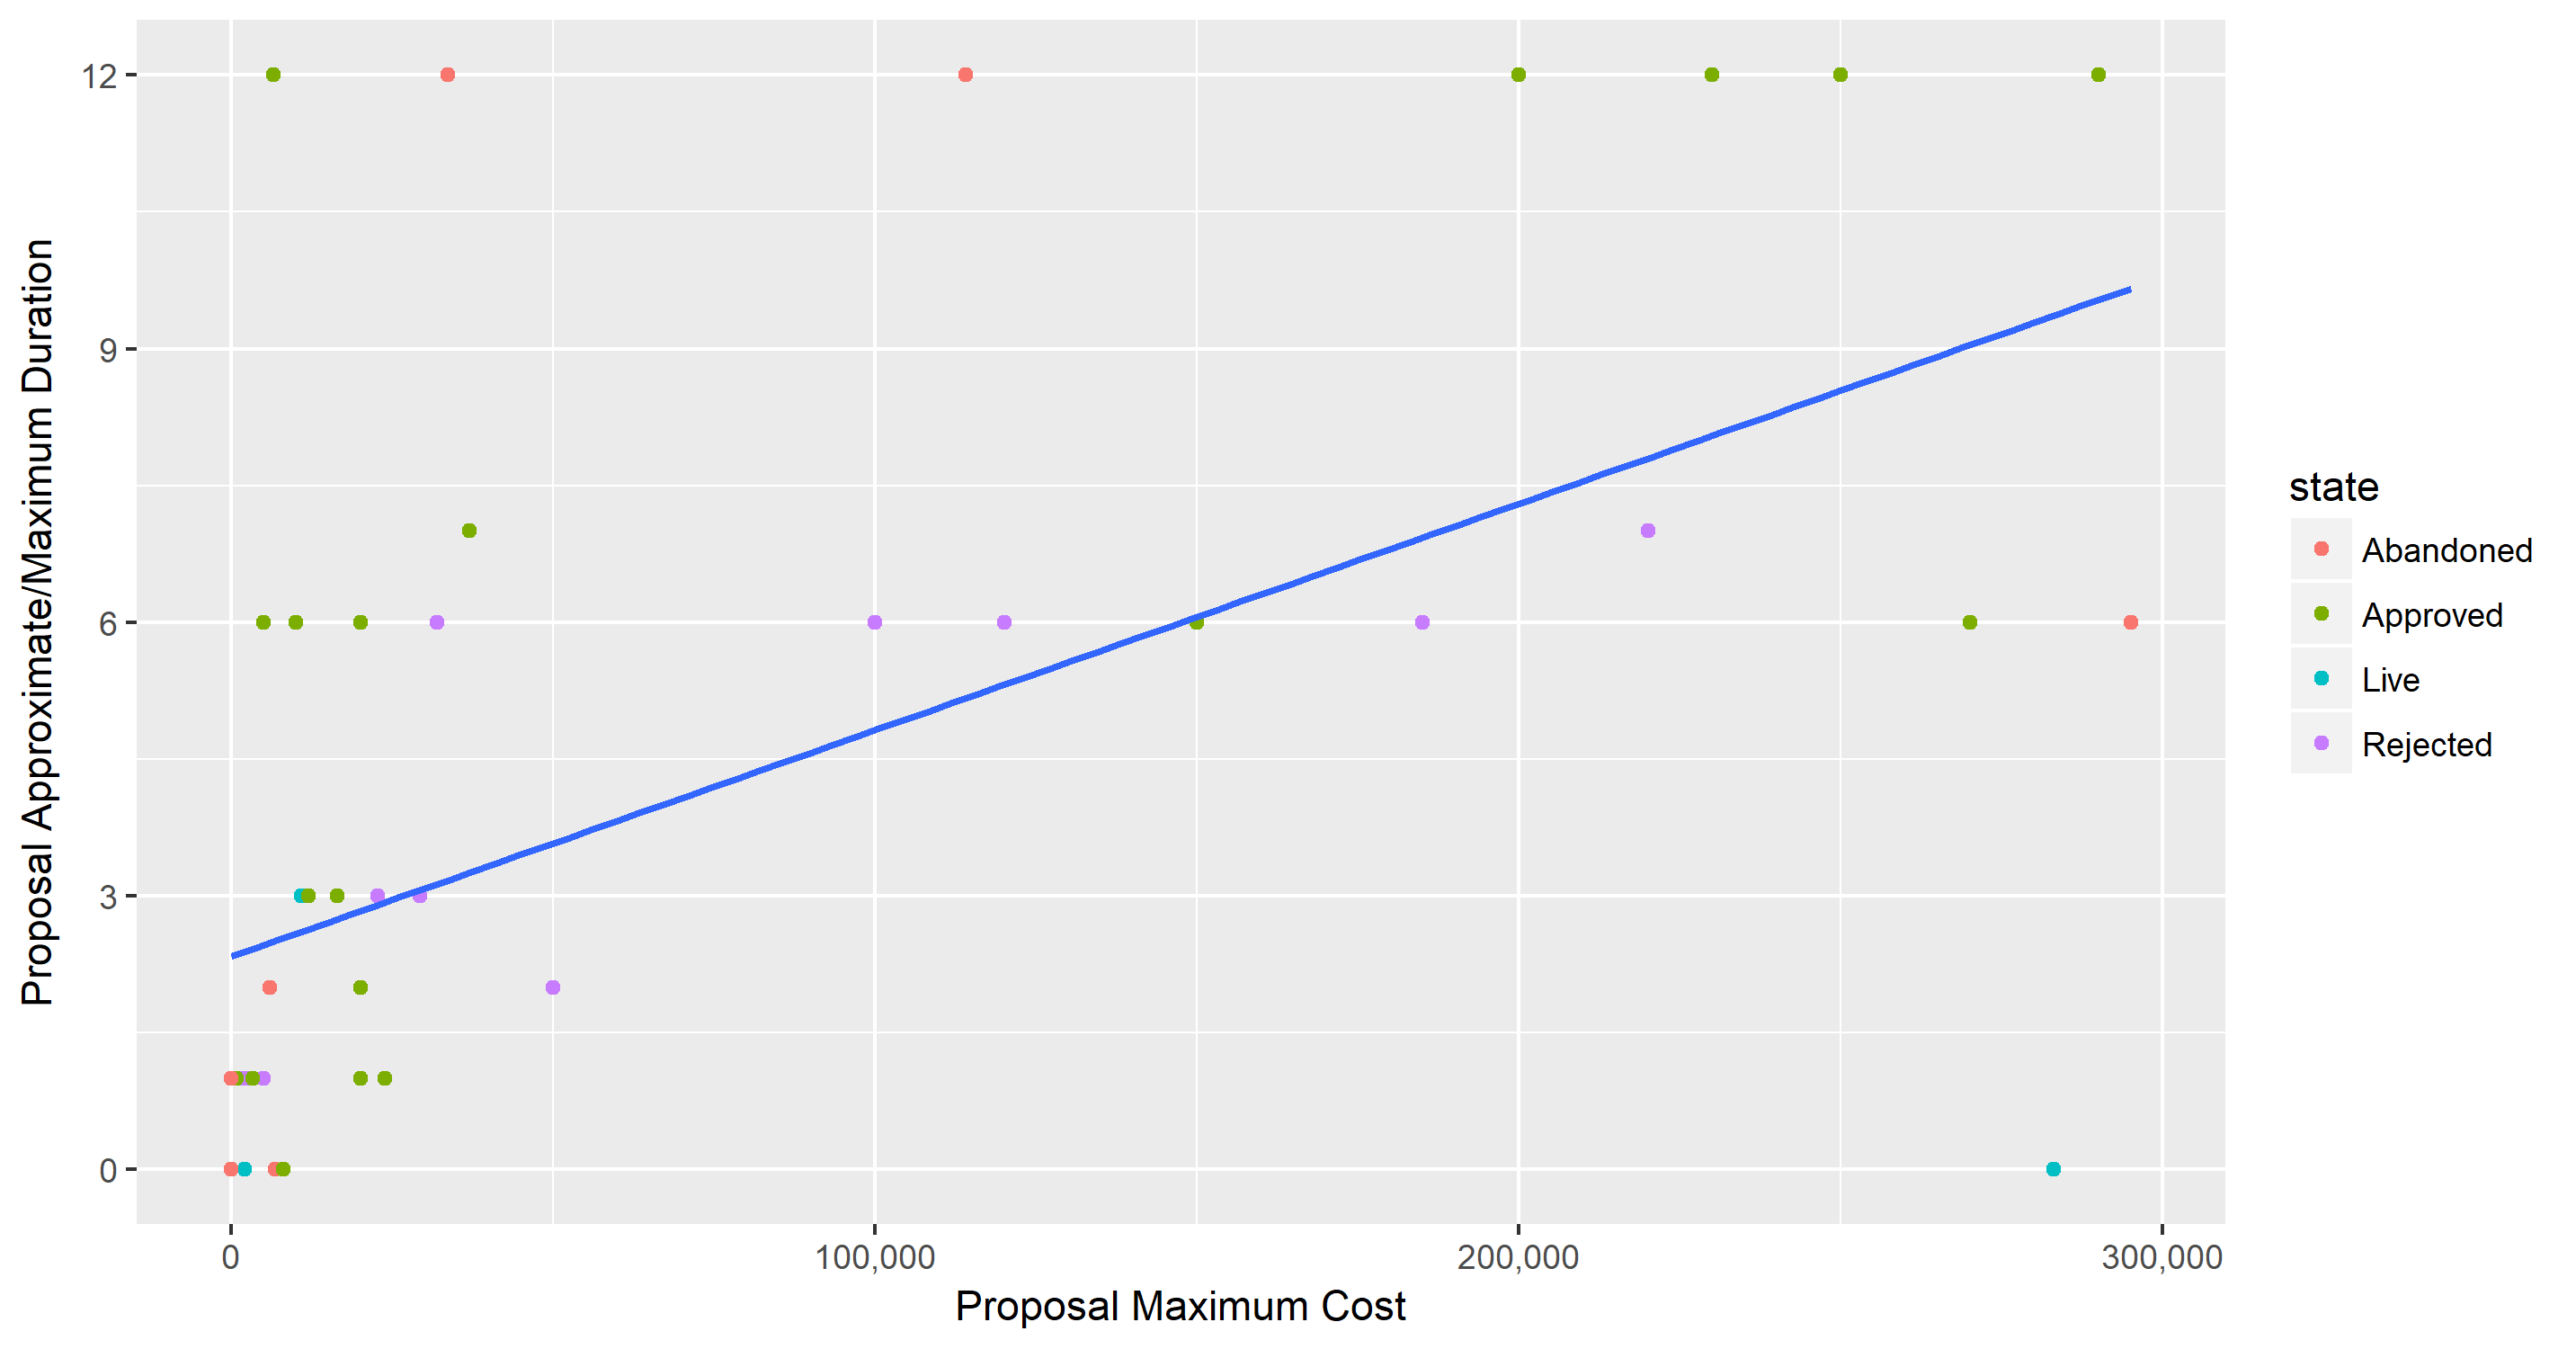 12
9
6
3
0
Proposal Approximate/Maximum Duration
0
100,000
200,000
300,000
Proposal Maximum Cost
state
Abandoned
Approved
Live
Rejected